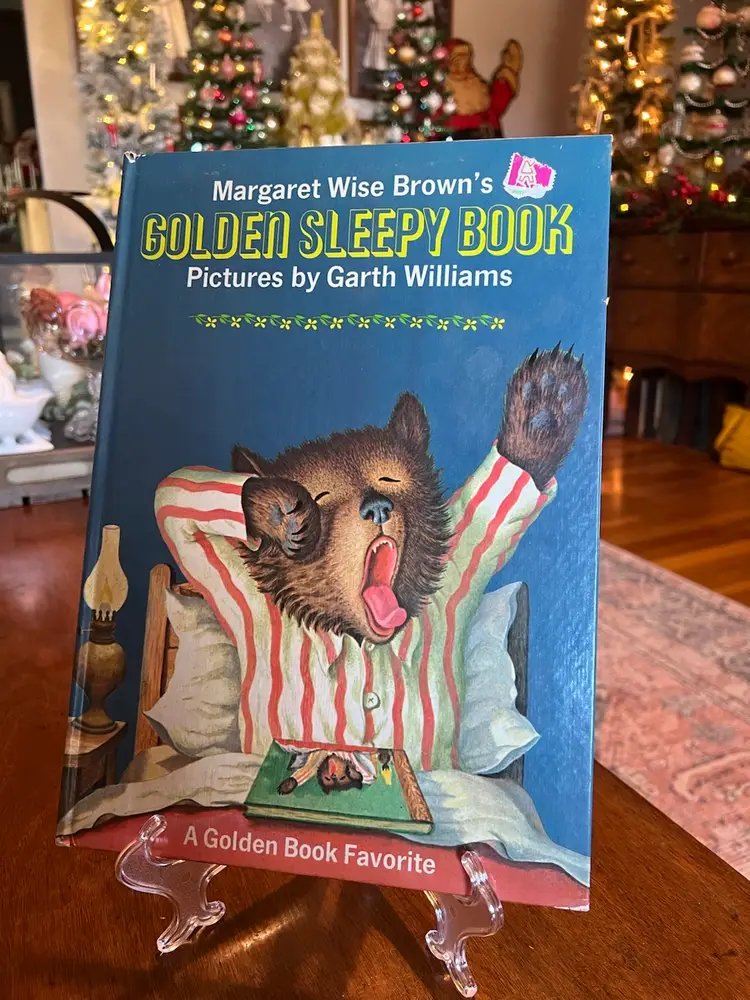 Margaret Wise Brown's
GOLDEN SLEEPY BOOK
Pictures by Garth Williams
A Golden Book Favorite